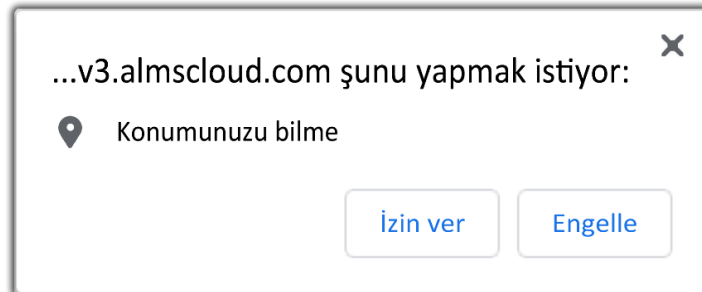 ...v3.almscloud.com şunu yapmak istiyor:
Konumunuzu bilme
İzin ver Engelle